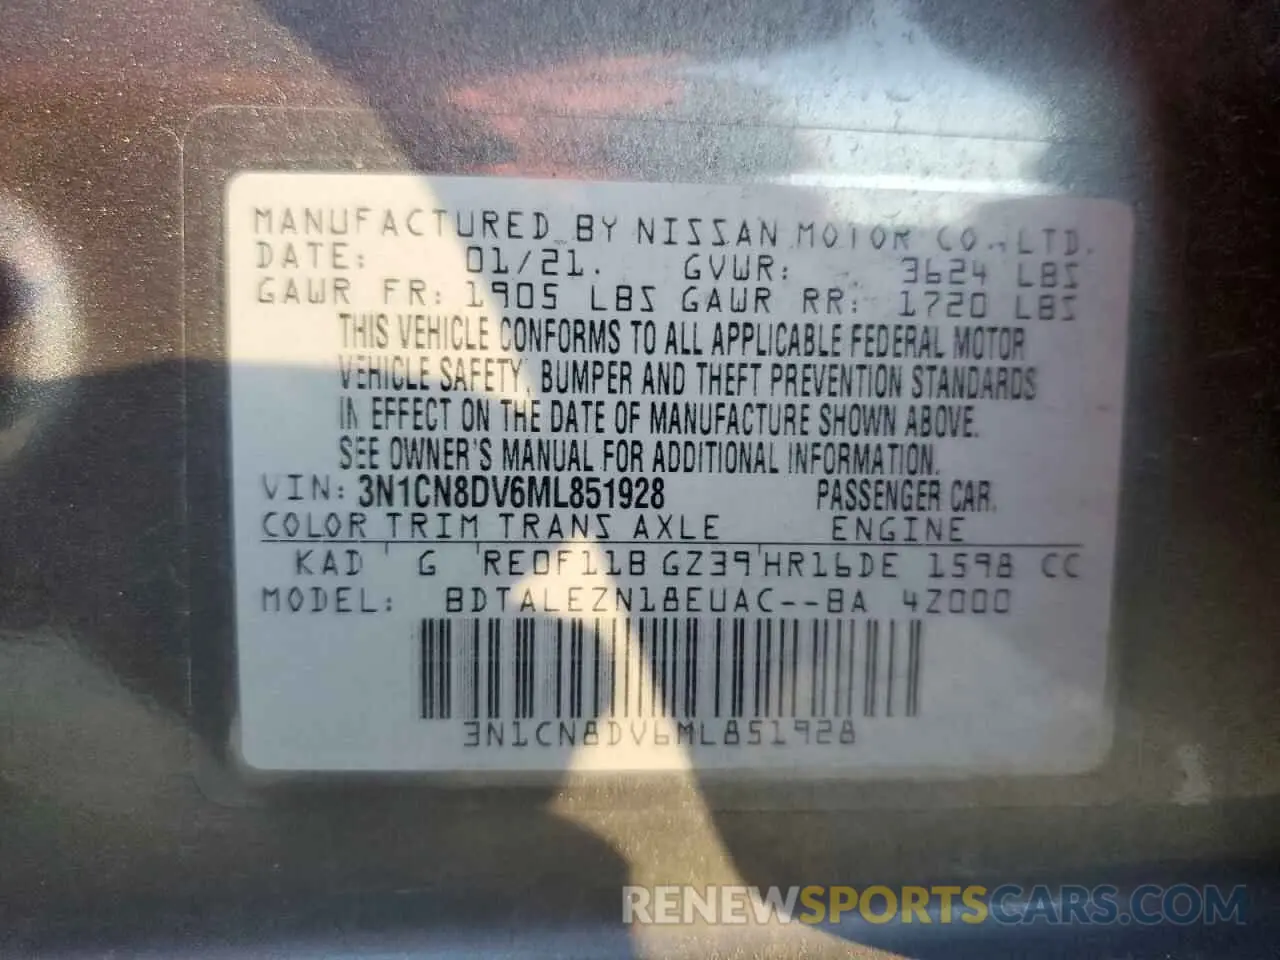 MANUFACTURED BY NISSAN MOTOR CO., LTD.
DATE: 01/21. GVWR: 3624 LBS
GAWR FR: 1905 LBS GAWR RR: 1720 LBS
THIS VEHICLE CONFORMS TO ALL APPLICABLE FEDERAL MOTOR
VEHICLE SAFETY, BUMPER AND THEFT PREVENTION STANDARDS
IN EFFECT ON THE DATE OF MANUFACTURE SHOWN ABOVE.
SEE OWNER'S MANUAL FOR ADDITIONAL INFORMATION.
VIN: 3N1CN8DV6ML851928 PASSENGER CAR.
COLOR TRIM TRANS AXLE ENGINE
KAD G RE0F11B GZ39 HR16DE 1598 CC
MODEL: BDTALEZN18EUAC--BA 42000
3N1CN8DV6ML851928
RENEWSPORTSCARS.COM